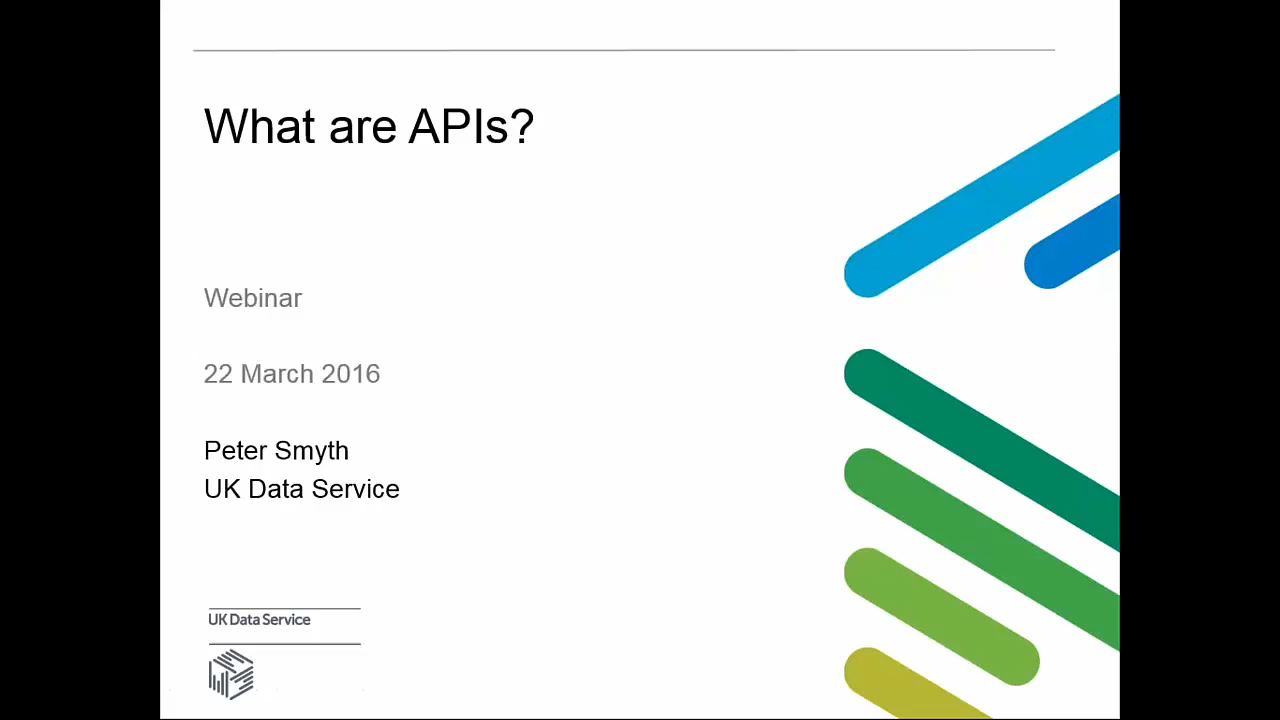 What are APIs?
Webinar
22 March 2016
Peter Smyth
UK Data Service
UK Data Service